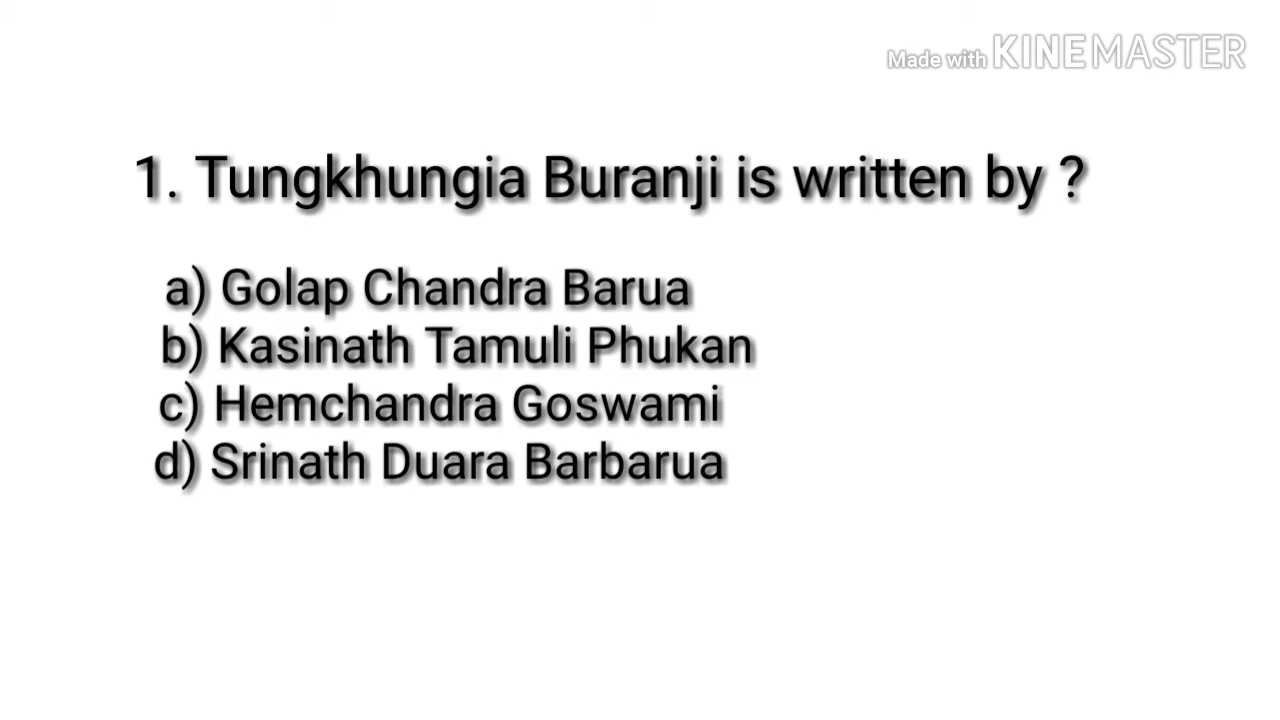 Made with KINEMASTER
1. Tungkhungia Buranji is written by ?
a) Golap Chandra Barua
b) Kasinath Tamuli Phukan
c) Hemchandra Goswami
d) Srinath Duara Barbarua